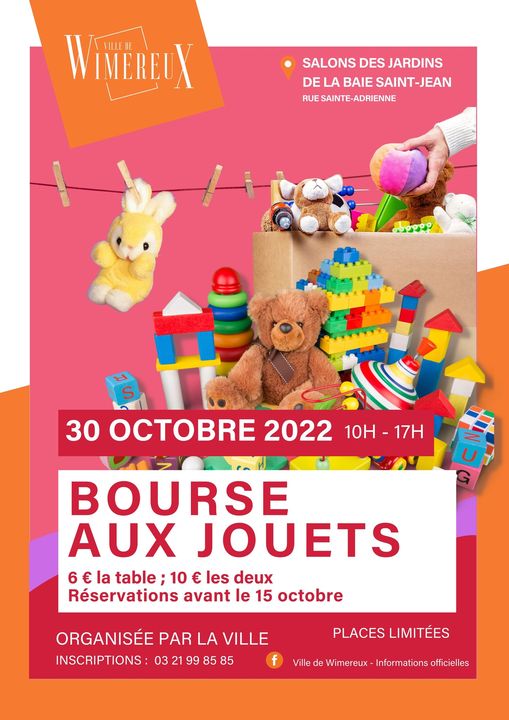 VILLE DE
WIMEREUX
SALONS DES JARDINS
DE LA BAIE SAINT-JEAN
RUE SAINTE-ADRIENNE
30 OCTOBRE 2022 10H - 17H
BOURSE
AUX JOUETS
6 € la table ; 10 € les deux
Réservations avant le 15 octobre
ORGANISÉE PAR LA VILLE
PLACES LIMITÉES
INSCRIPTIONS : 03 21 99 85 85
f Ville de Wimereux - Informations officielles